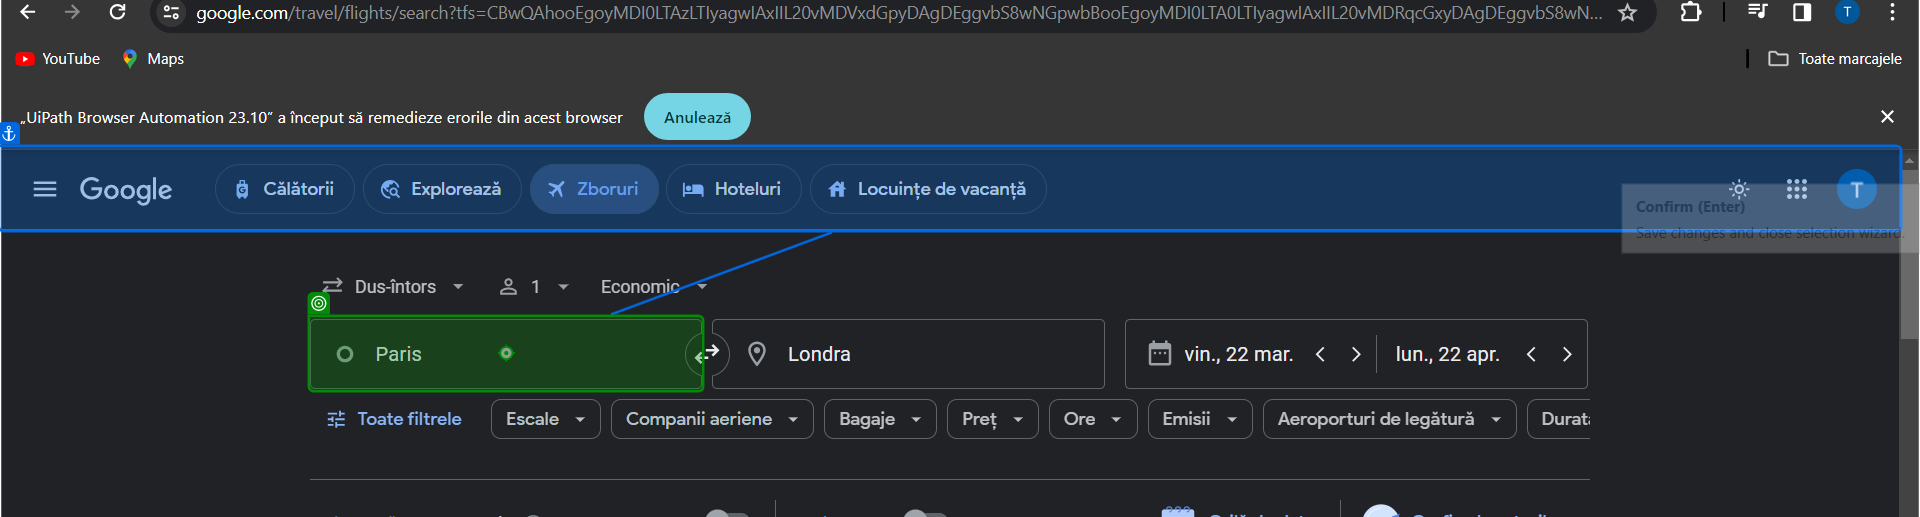 google.com/travel/flights/search?tfs=CBwQAhooEgoyMDI0LTAzLTIyagwIAxIIL20vMDVxdGpyDAgDEggvbS8wNGpwbBooEgoyMDI0LTA0LTIyagwIAxIIL20vMDRqcGxyDAgDEggvbS8wN...
T
YouTube
Maps
Toate marcajele
„UiPath Browser Automation 23.10” a început să remedieze erorile din acest browser
Anulează
Google
Călătorii
Explorează
Zboruri
Hoteluri
Locuințe de vacanță
T
Confirm (Enter)
Save changes and close selection wizard.
Dus-întors
1
Economic
Paris
Londra
vin., 22 mar.
lun., 22 apr.
Toate filtrele
Escale
Companii aeriene
Bagaje
Preț
Ore
Emisii
Aeroporturi de legătură
Durata